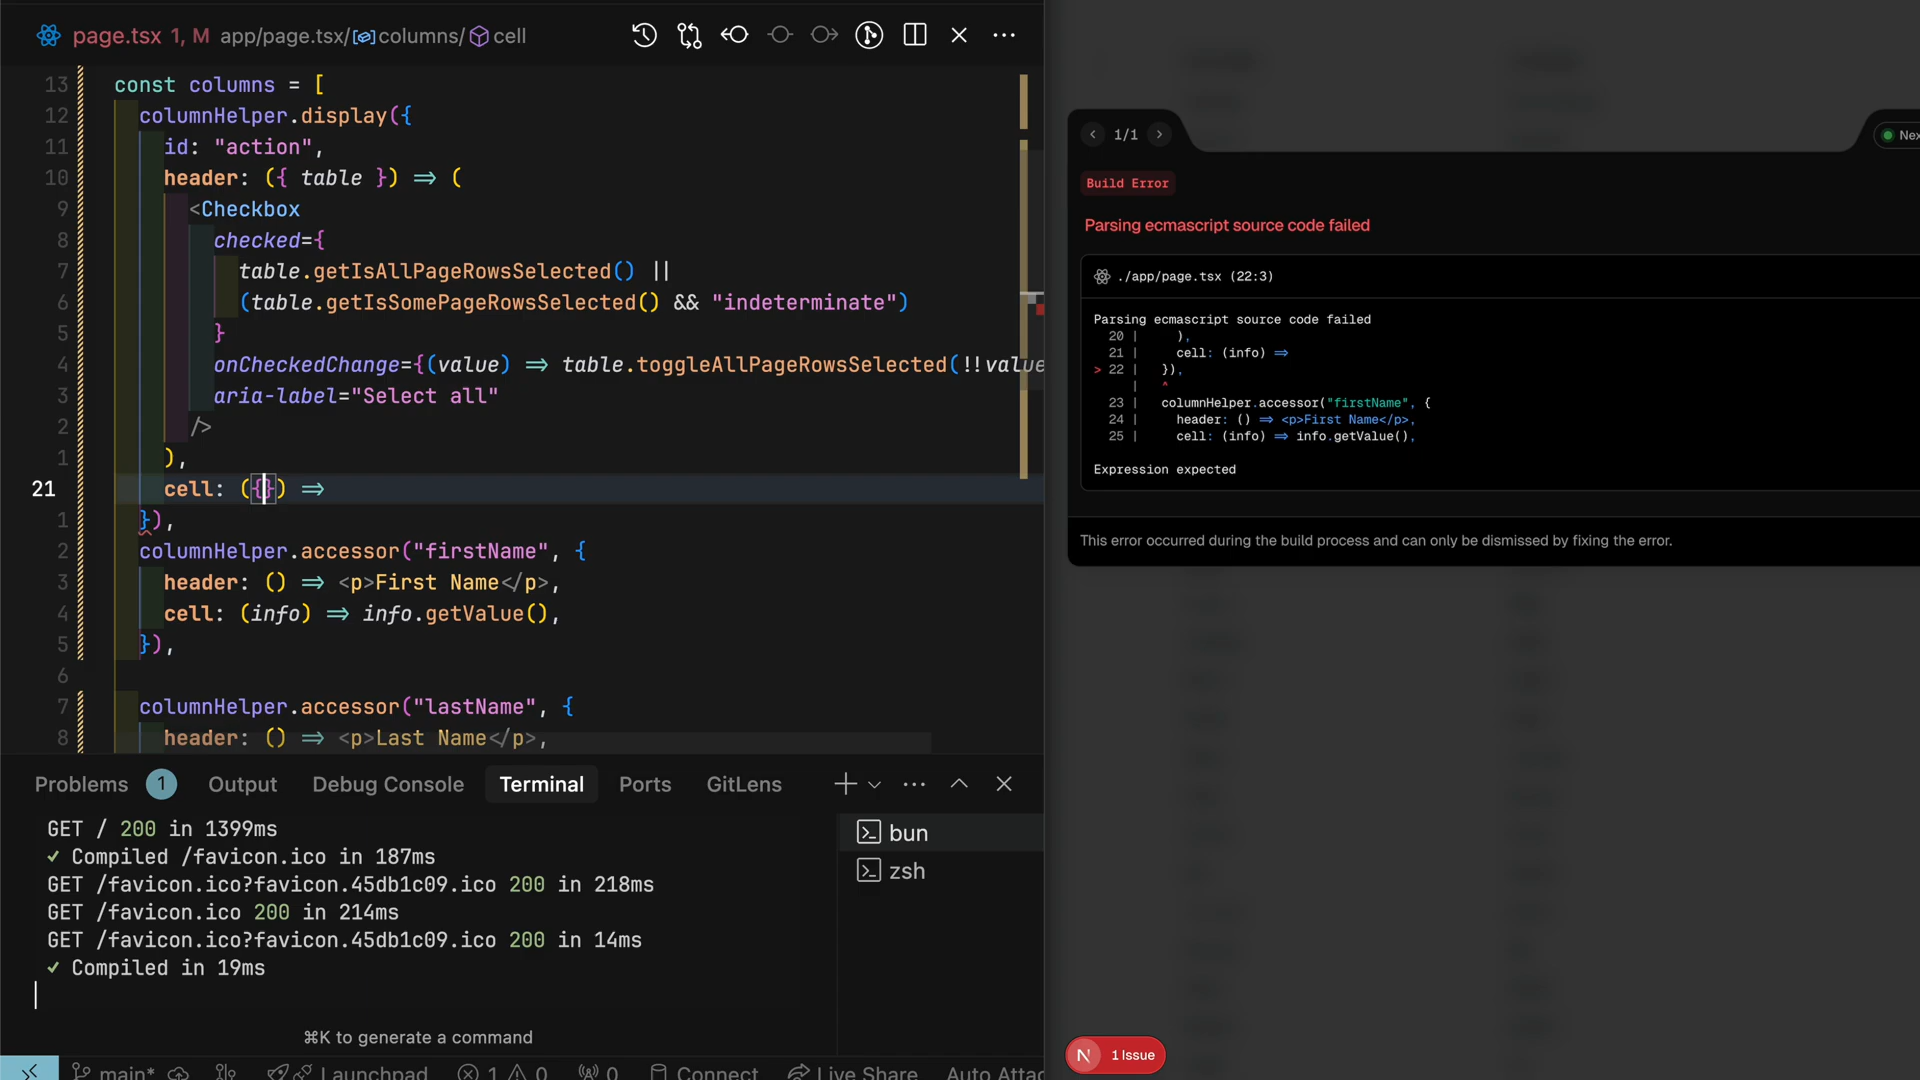 page.tsx 1, M app/page.tsx/columns/cell
13 const columns = [
12 columnHelper.display({
11 id: "action",
10 header: ({ table }) => (
9 <Checkbox
8 checked={
7 table.getIsAllPageRowsSelected() ||
6 (table.getIsSomePageRowsSelected() && "indeterminate")
5 }
4 onCheckedChange={(value) => table.toggleAllPageRowsSelected(!!value
3 aria-label="Select all"
2 />
1 ),
21 cell: ({}) =>
1 }),
2 columnHelper.accessor("firstName", {
3 header: () => <p>First Name</p>,
4 cell: (info) => info.getValue(),
5 }),
6
7 columnHelper.accessor("lastName", {
8 header: () => <p>Last Name</p>,
Problems 1 Output Debug Console Terminal Ports GitLens
GET / 200 in 1399ms
✓ Compiled /favicon.ico in 187ms
GET /favicon.ico?favicon.45db1c09.ico 200 in 218ms
GET /favicon.ico 200 in 214ms
GET /favicon.ico?favicon.45db1c09.ico 200 in 14ms
✓ Compiled in 19ms
bun
zsh
⌘K to generate a command
main* Launchpad 1 0 0 Connect Live Share Auto Attac
1/1
Nex
Build Error
Parsing ecmascript source code failed
./app/page.tsx (22:3)
Parsing ecmascript source code failed
20 | ),
21 | cell: (info) =>
> 22 | }),
| ^
23 | columnHelper.accessor("firstName", {
24 | header: () => <p>First Name</p>,
25 | cell: (info) => info.getValue(),
Expression expected
This error occurred during the build process and can only be dismissed by fixing the error.
N 1 Issue